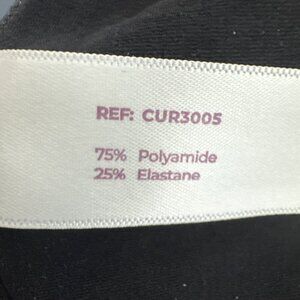 REF: CUR3005
75% Polyamide
25% Elastane